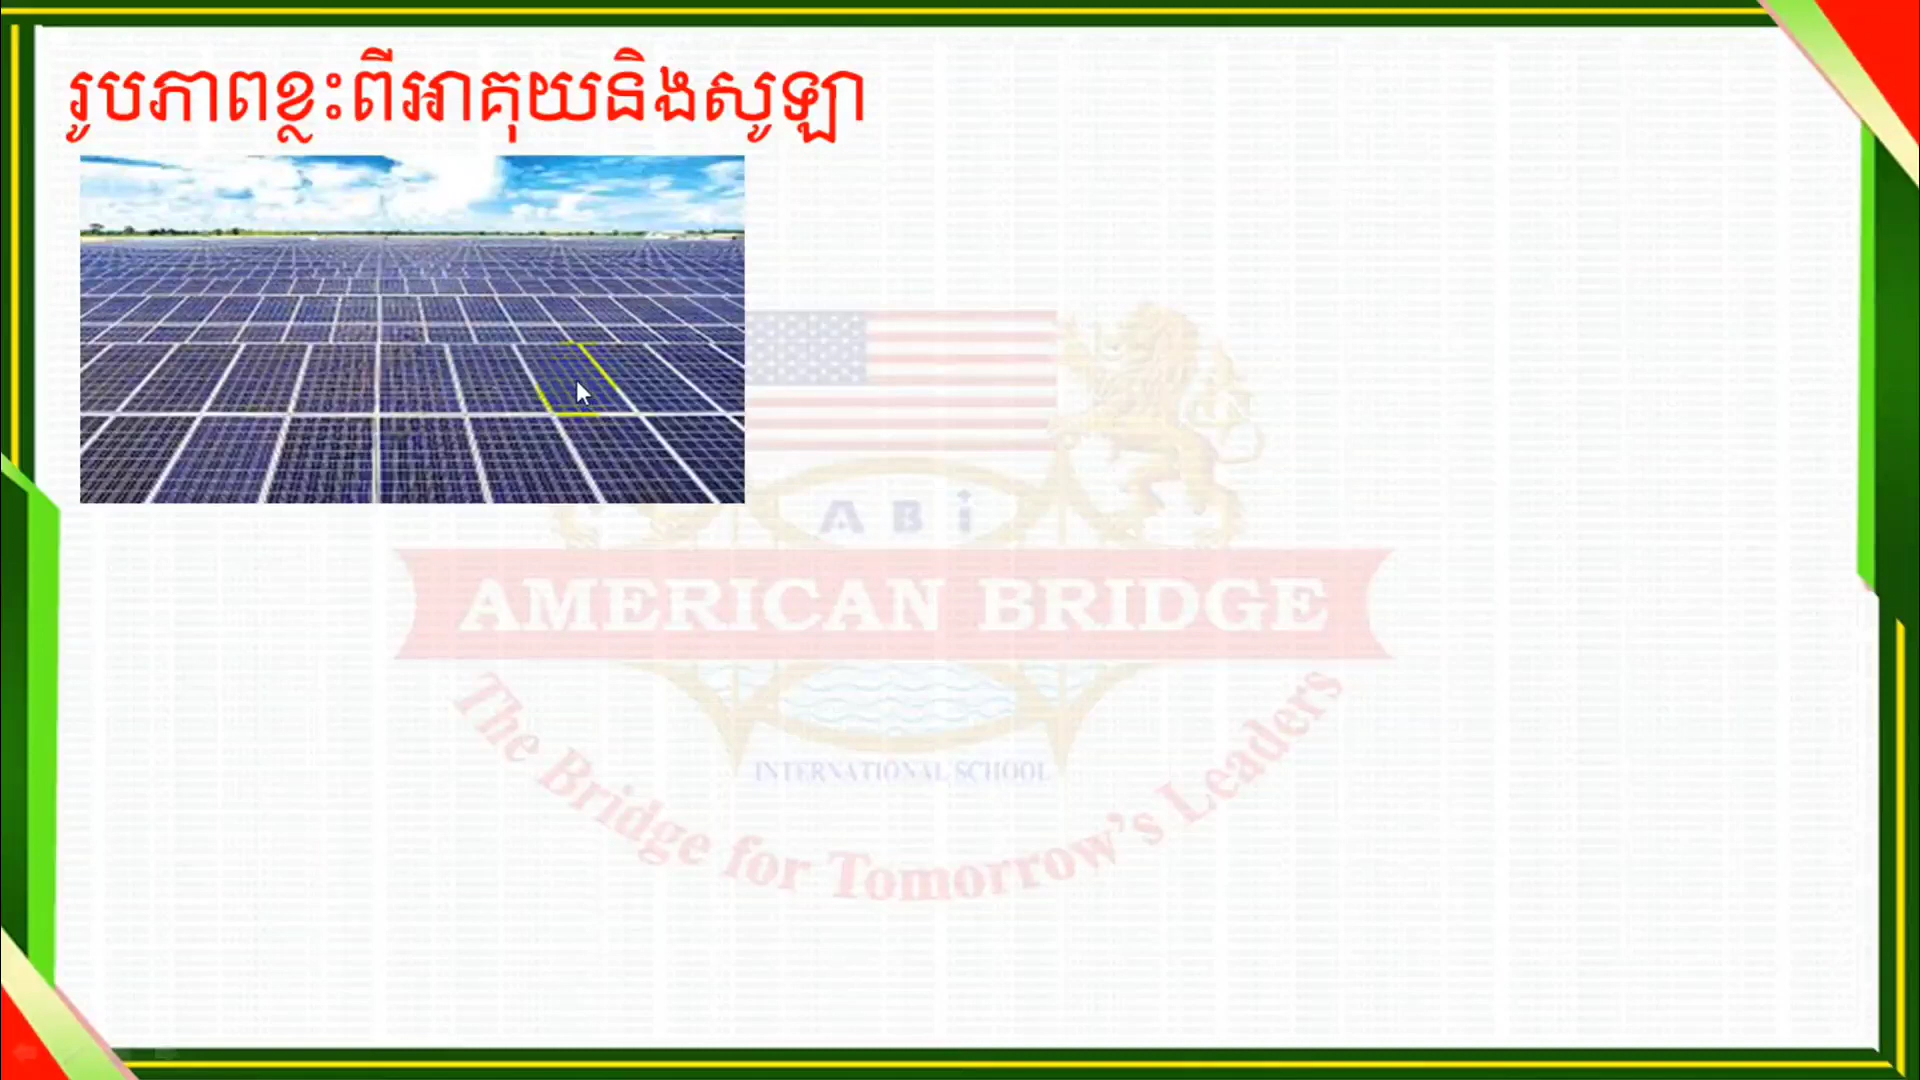 រូបភាពខ្លះពីអាគុយនិងសូឡា
A B i
AMERICAN BRIDGE
INTERNATIONAL SCHOOL
The Bridge for Tomorrow's Leaders